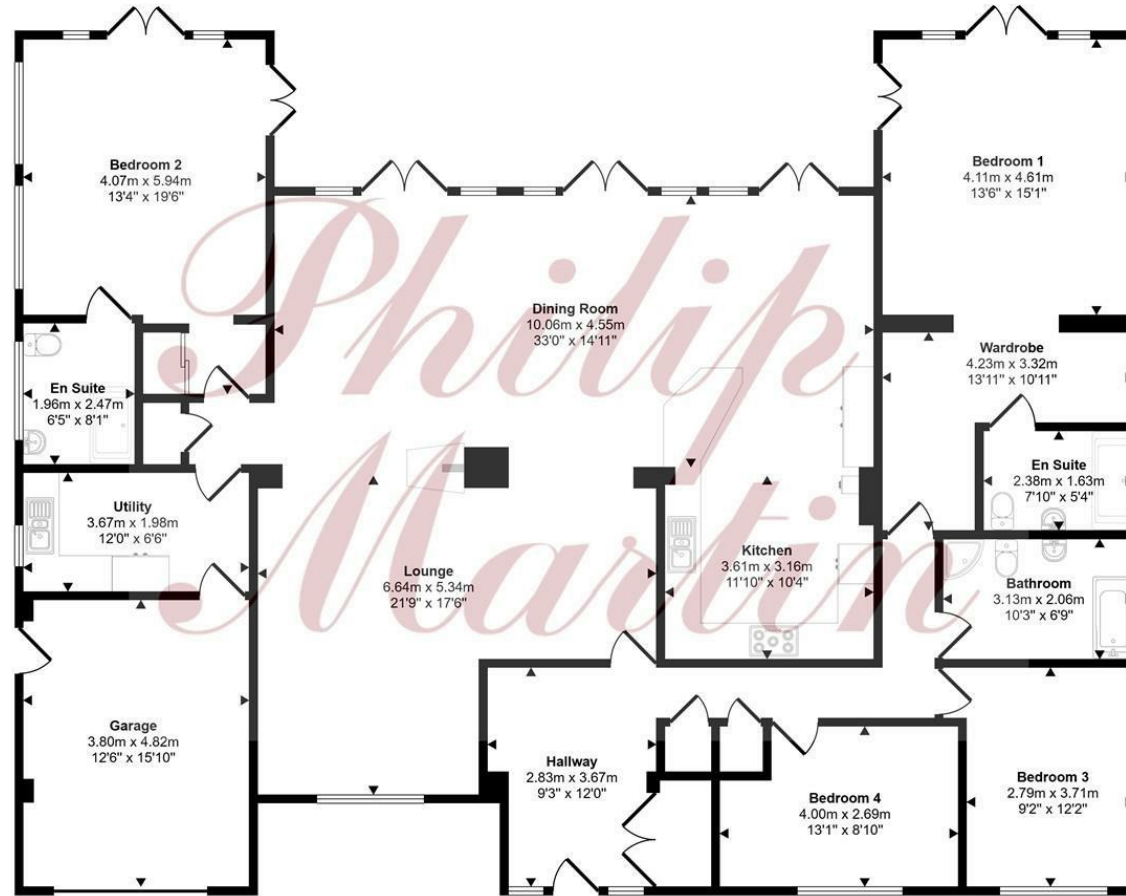 Bedroom 2
4.07m x 5.94m
13'4" x 19'6"
Bedroom 1
4.11m x 4.61m
13'6" x 15'1"
Philip
Martin
Dining Room
10.06m x 4.55m
33'0" x 14'11"
Wardrobe
4.23m x 3.32m
13'11" x 10'11"
En Suite
1.96m x 2.47m
6'5" x 8'1"
En Suite
2.38m x 1.63m
7'10" x 5'4"
Utility
3.67m x 1.98m
12'0" x 6'6"
Lounge
6.64m x 5.34m
21'9" x 17'6"
Kitchen
3.61m x 3.16m
11'10" x 10'4"
Bathroom
3.13m x 2.06m
10'3" x 6'9"
Garage
3.80m x 4.82m
12'6" x 15'10"
Hallway
2.83m x 3.67m
9'3" x 12'0"
Bedroom 4
4.00m x 2.69m
13'1" x 8'10"
Bedroom 3
2.79m x 3.71m
9'2" x 12'2"